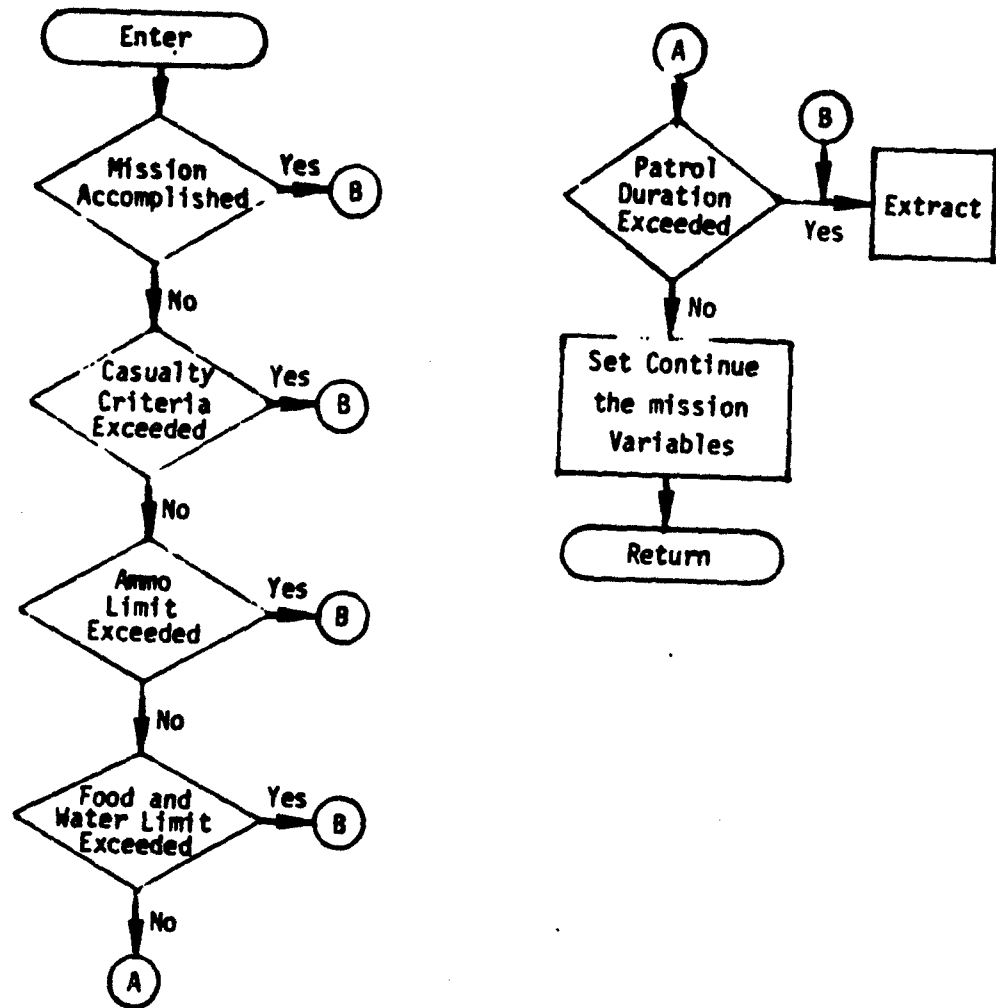 Enter
Mission
Accomplished
Yes
B
No
Casualty
Criteria
Exceeded
Yes
B
No
Ammo
Limit
Exceeded
Yes
B
No
Food and
Water Limit
Exceeded
Yes
B
No
A
A
Patrol
Duration
Exceeded
B
Yes
Extract
No
Set Continue
the mission
Variables
Return